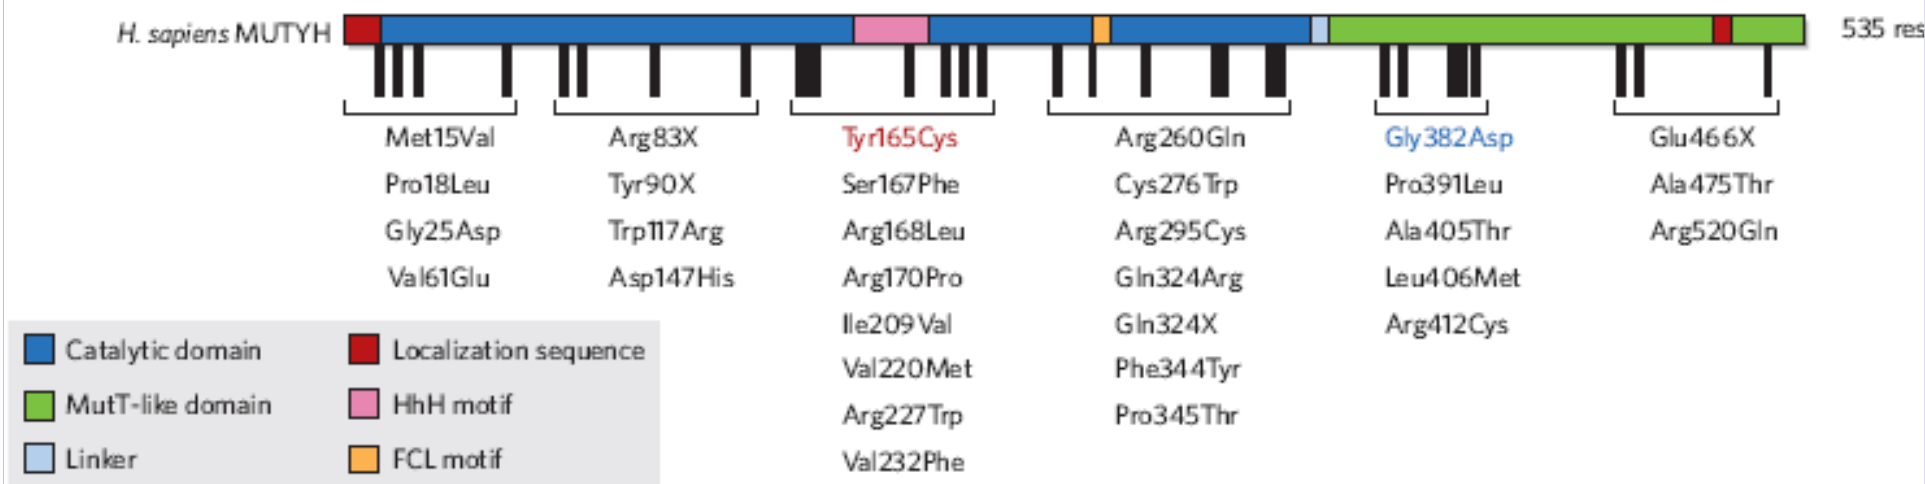 H. sapiens MUTYH
535 res
Met15Val
Pro18Leu
Gly25Asp
Val61Glu
Arg83X
Tyr90X
Trp117Arg
Asp147His
Tyr165Cys
Ser167Phe
Arg168Leu
Arg170Pro
Ile209Val
Val220Met
Arg227Trp
Val232Phe
Arg260Gln
Cys276Trp
Arg295Cys
Gln324Arg
Gln324X
Phe344Tyr
Pro345Thr
Gly382Asp
Pro391Leu
Ala405Thr
Leu406Met
Arg412Cys
Glu466X
Ala475Thr
Arg520Gln
Catalytic domain
MutT-like domain
Linker
Localization sequence
HhH motif
FCL motif